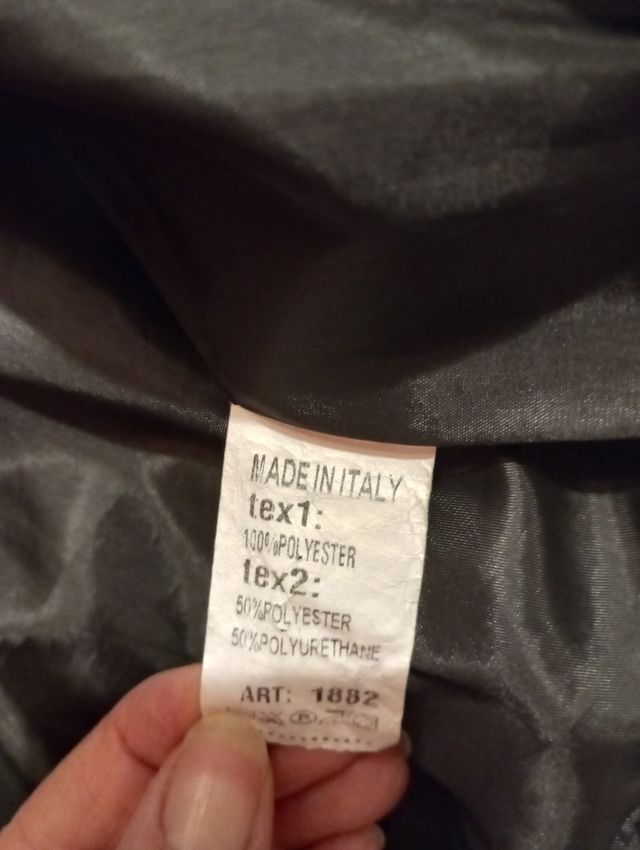 MADE IN ITALY
tex1:
100%POLYESTER
tex2:
50%POLYESTER
50%POLYURETHANE
ART: 1882